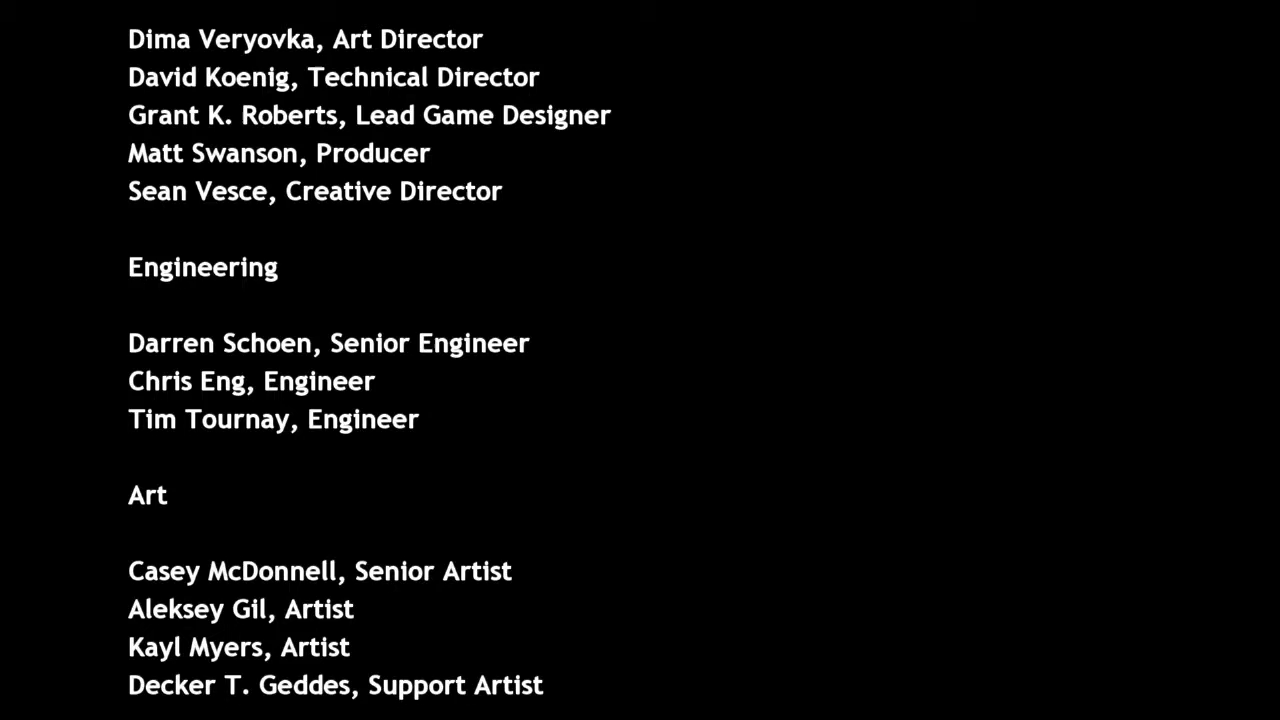 Dima Veryovka, Art Director
David Koenig, Technical Director
Grant K. Roberts, Lead Game Designer
Matt Swanson, Producer
Sean Vesce, Creative Director
Engineering
Darren Schoen, Senior Engineer
Chris Eng, Engineer
Tim Tournay, Engineer
Art
Casey McDonnell, Senior Artist
Aleksey Gil, Artist
Kayl Myers, Artist
Decker T. Geddes, Support Artist